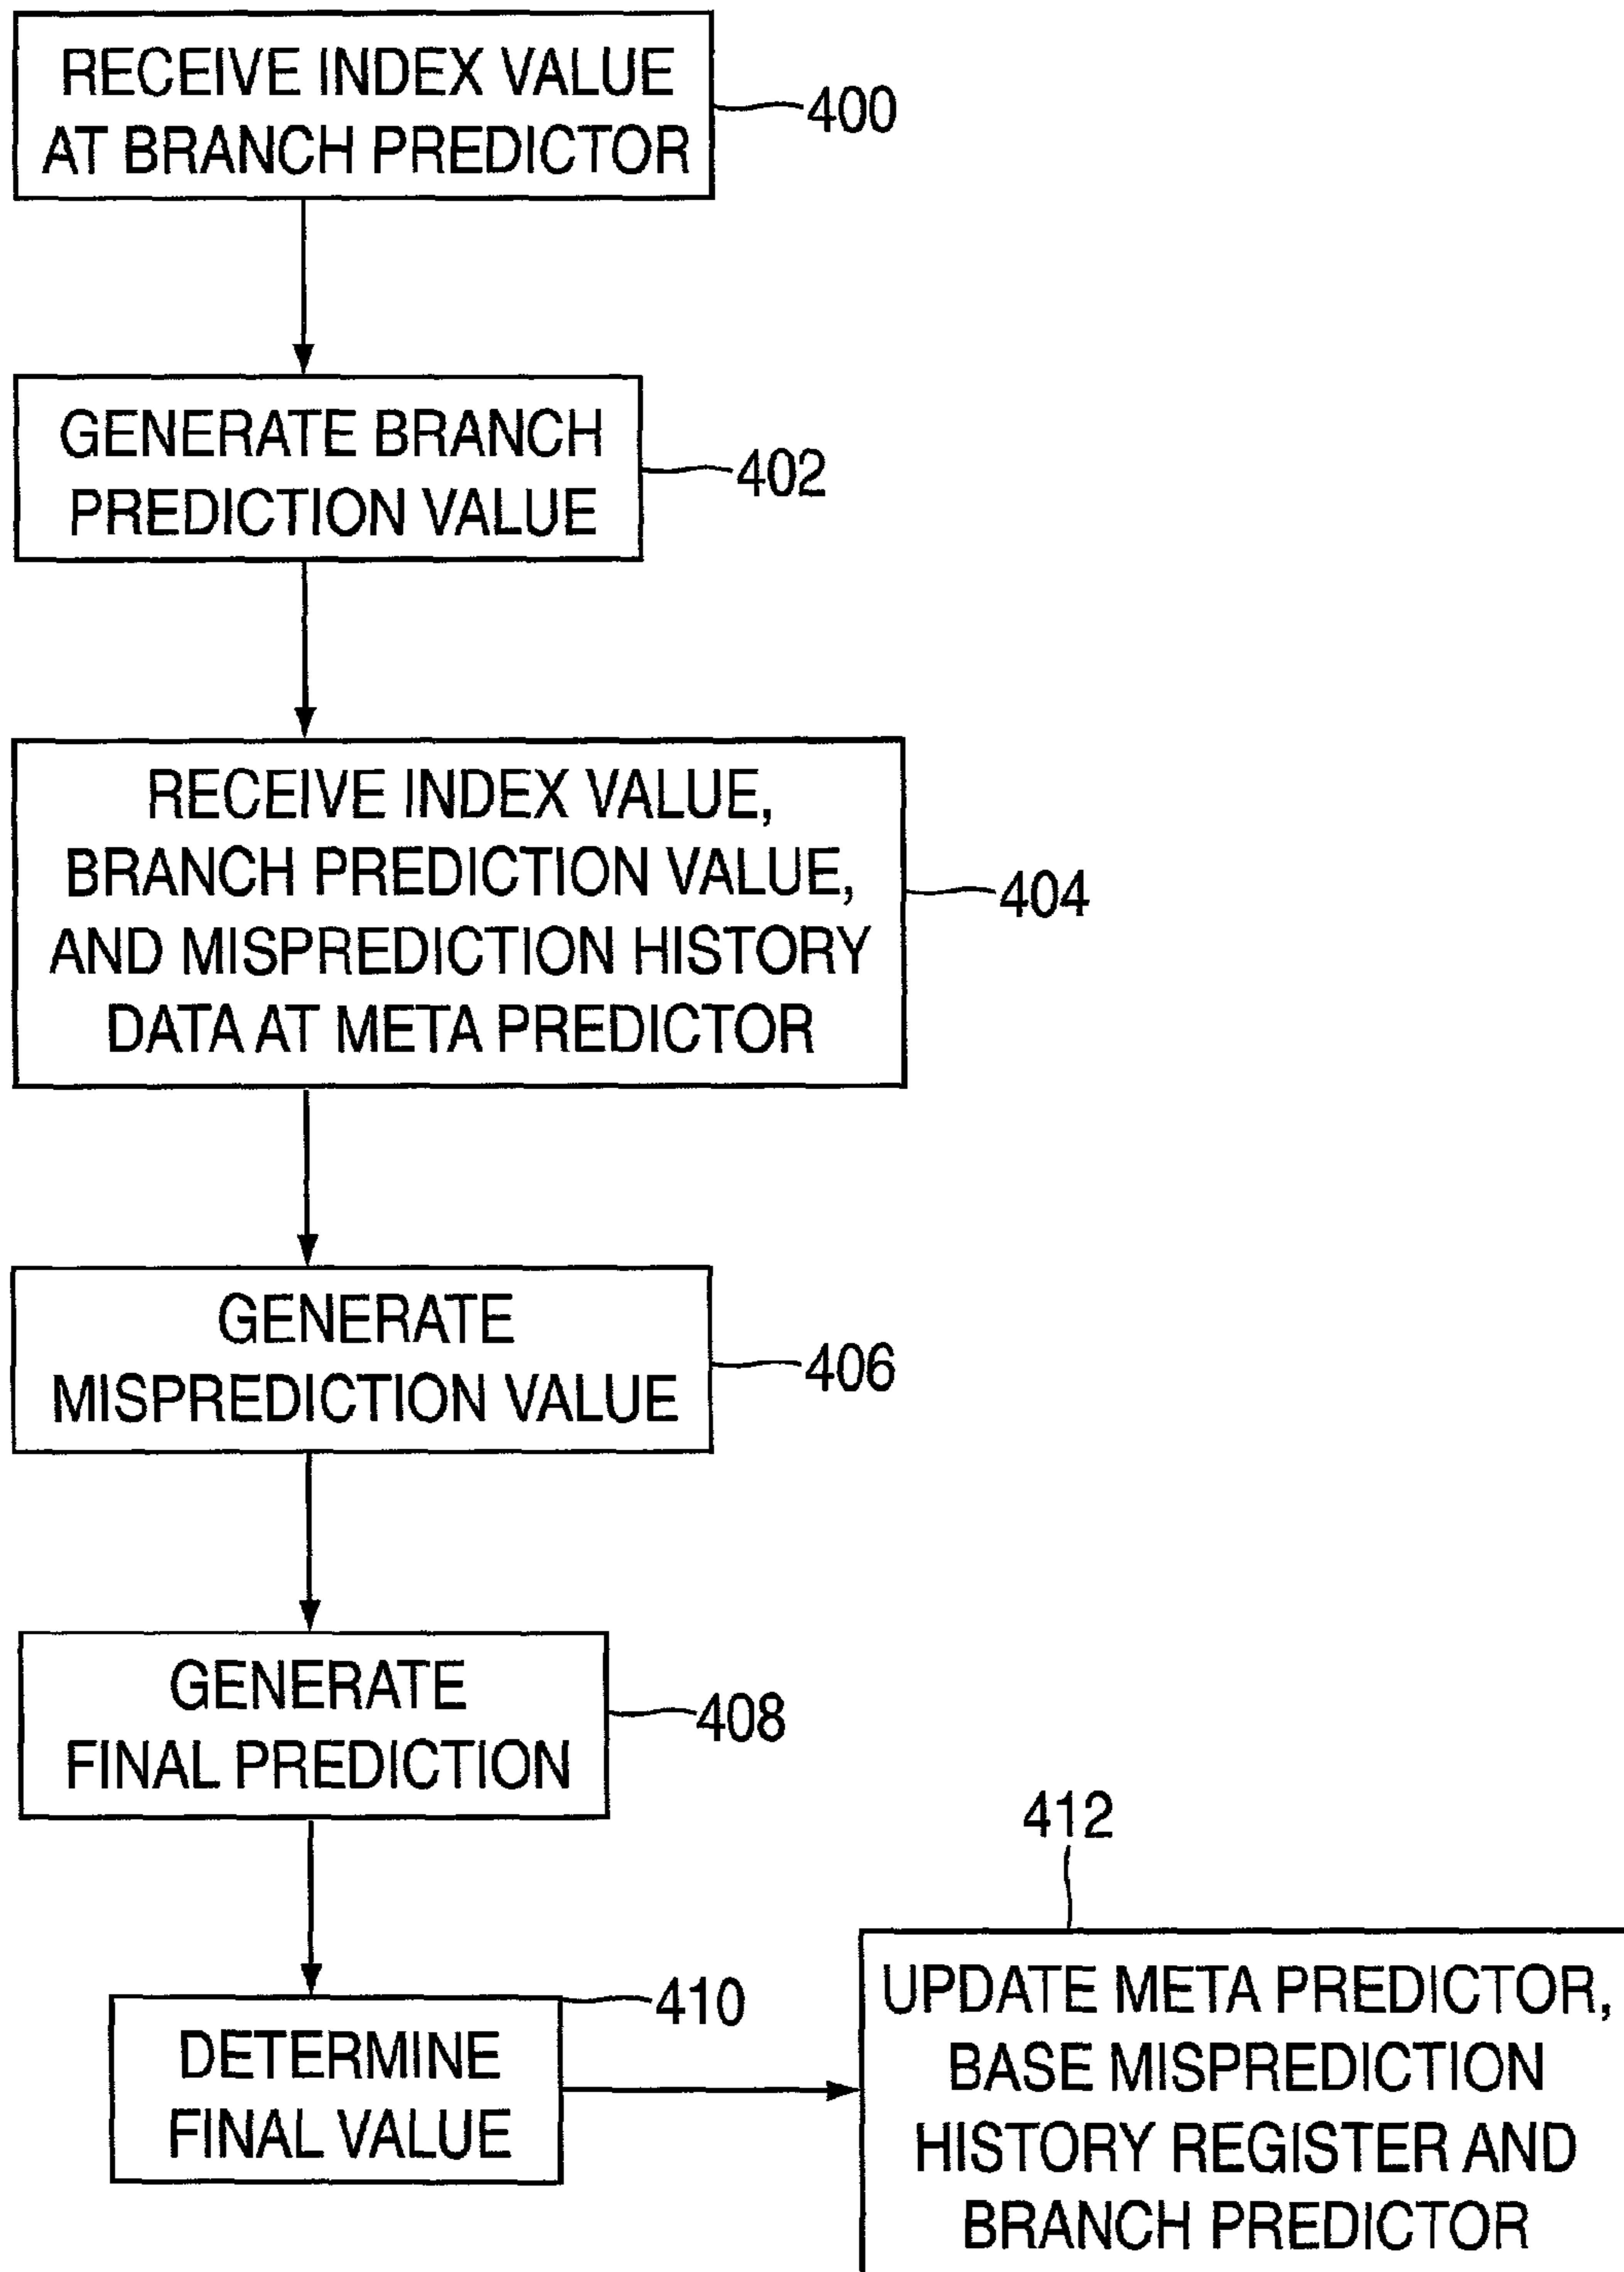 RECEIVE INDEX VALUE
AT BRANCH PREDICTOR
400
GENERATE BRANCH
PREDICTION VALUE
402
RECEIVE INDEX VALUE,
BRANCH PREDICTION VALUE,
AND MISPREDICTION HISTORY
DATA AT META PREDICTOR
404
GENERATE
MISPREDICTION VALUE
406
GENERATE
FINAL PREDICTION
408
DETERMINE
FINAL VALUE
410
412
UPDATE META PREDICTOR,
BASE MISPREDICTION
HISTORY REGISTER AND
BRANCH PREDICTOR